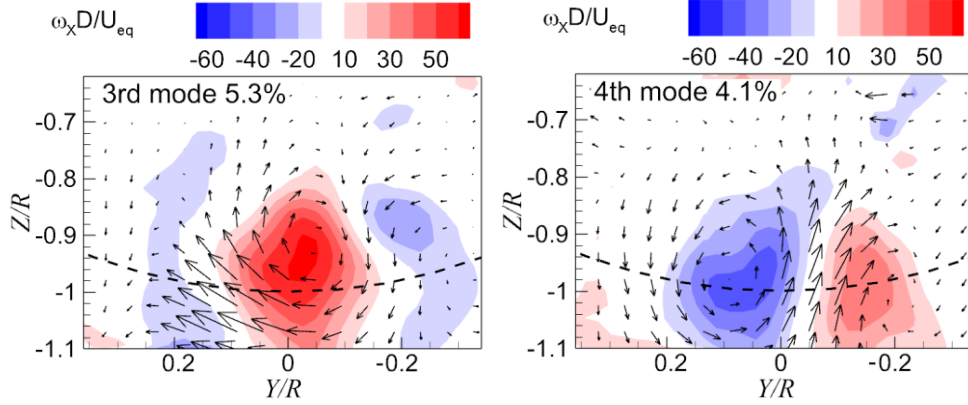 ωXD/Ueq
-60 -40 -20 10 30 50
3rd mode 5.3%
Z/R
-0.7
-0.8
-0.9
-1
-1.1
0.2 0 -0.2
Y/R
ωXD/Ueq
-60 -40 -20 10 30 50
4th mode 4.1%
Z/R
-0.7
-0.8
-0.9
-1
-1.1
0.2 0 -0.2
Y/R